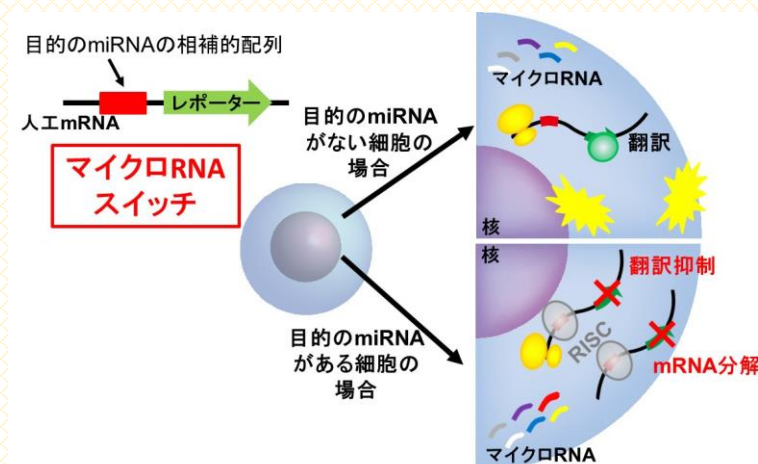 目的のmiRNAの相補的配列
レポーター
人工mRNA
マイクロRNA
スイッチ
目的のmiRNA
がない細胞の
場合
目的のmiRNA
がある細胞の
場合
マイクロRNA
翻訳
核
核
翻訳抑制
RISC
mRNA分解
マイクロRNA